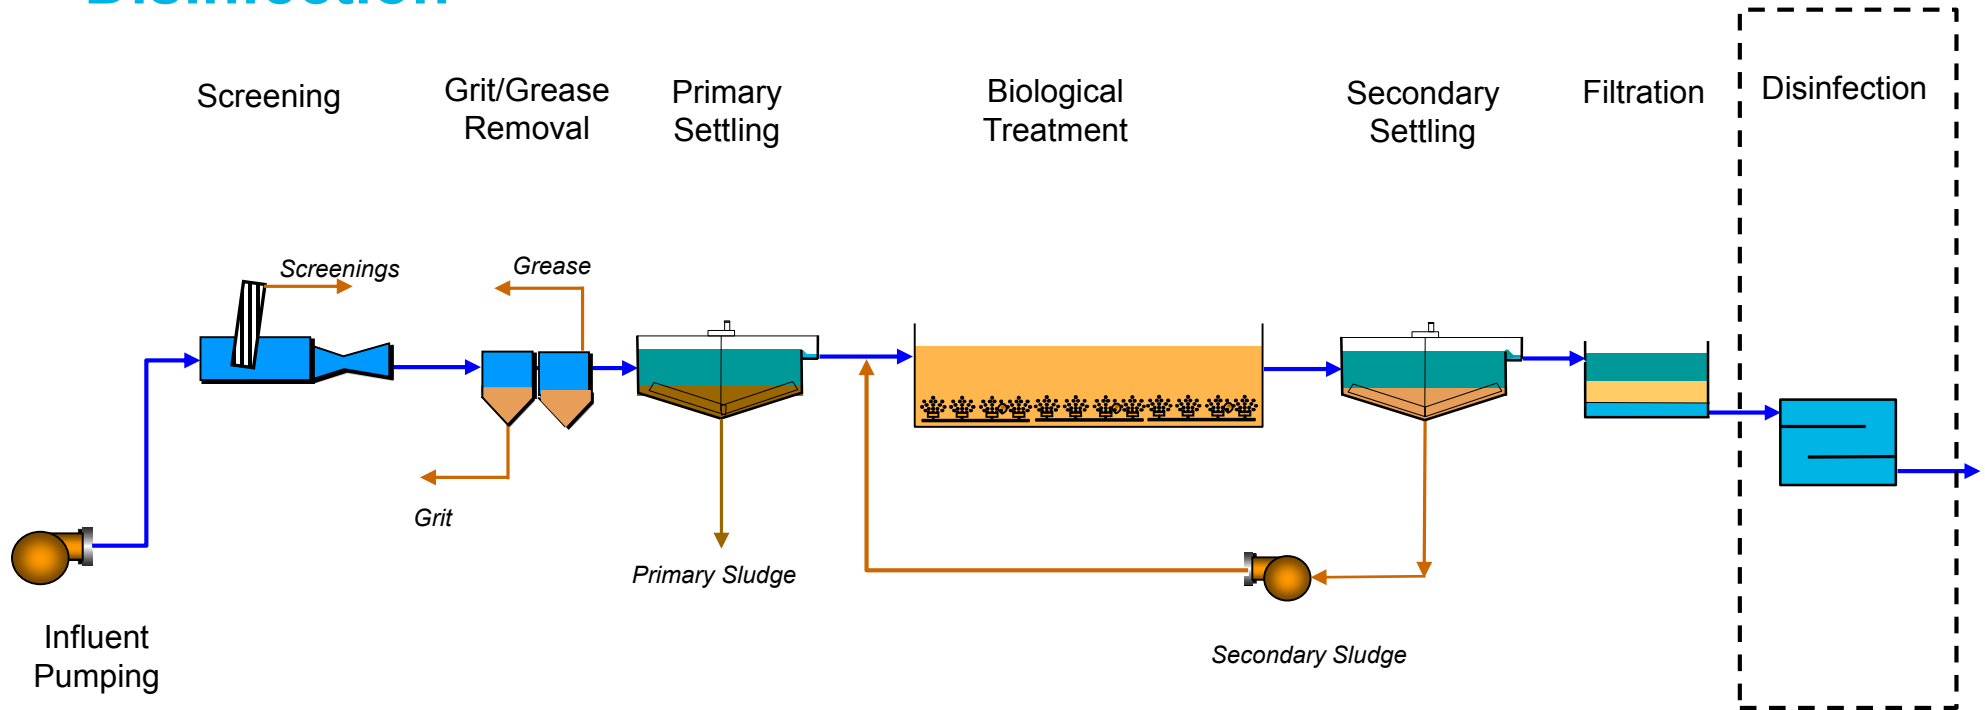 Disinfection
Screening
Grit/Grease
Removal
Primary
Settling
Biological
Treatment
Secondary
Settling
Filtration
Disinfection
Screenings
Grease
Grit
Primary Sludge
Secondary Sludge
Influent
Pumping